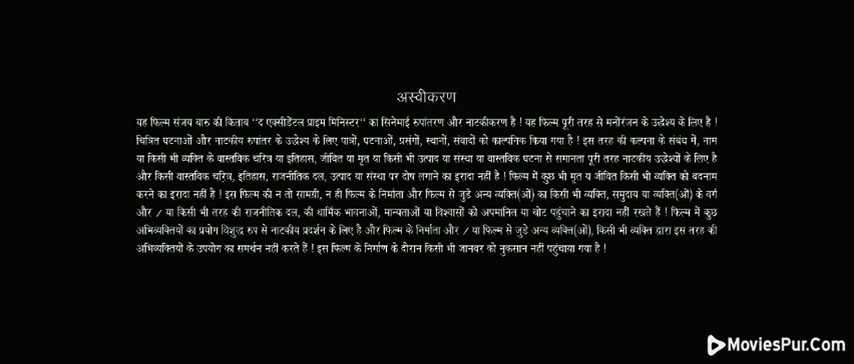 अस्वीकरण
यह फिल्म संजय बारु की किताब "द एक्सीडेंटल प्राइम मिनिस्टर" का सिनेमाई रुपांतरण और नाटकीकरण है ! यह फिल्म पूरी तरह से मनोरंजन के उद्धेश्य के लिए है !
चित्रित घटनाओं और नाटकीय रुपांतर के उद्धेश्य के लिए पात्रों, घटनाओं, प्रसंगों, स्थानों, संवादों को काल्पनिक किया गया है ! इस तरह की कल्पना के संबंध में, नाम
या किसी भी व्यक्ति के वास्तविक चरित्र या इतिहास, जीवित या मृत या किसी भी उत्पाद या संस्था या वास्तविक घटना से समानता पूरी तरह नाटकीय उद्धेश्यों के लिए है
और किसी वास्तविक चरित्र, इतिहास, राजनीतिक दल, उत्पाद या संस्था पर दोष लगाने का इरादा नहीं है ! फिल्म में कुछ भी मृत या जीवित किसी भी व्यक्ति को बदनाम
करने का इरादा नहीं है ! इस फिल्म की न तो सामग्री, न ही फिल्म के निर्माता और फिल्म से जुडे अन्य व्यक्ति(ओं) का किसी भी व्यक्ति, समुदाय या व्यक्ति(ओं) के वर्ग
और / या किसी भी तरह की राजनीतिक दल, की धार्मिक भावनाओं, मान्यताओं या विश्वासों को अपमानित या चोट पहुंचाने का इरादा नहीं रखते हैं ! फिल्म में कुछ
अभिव्यक्तियों का प्रयोग विशुद्ध रुप से नाटकीय प्रदर्शन के लिए है और फिल्म के निर्माता और / या फिल्म से जुडे अन्य व्यक्ति(ओं), किसी भी व्यक्ति द्वारा इस तरह की
अभिव्यक्तियों के उपयोग का समर्थन नहीं करते हैं ! इस फिल्म के निर्माण के दौरान किसी भी जानवर को नुकसान नहीं पहुंचाया गया है !
MoviesPur.Com